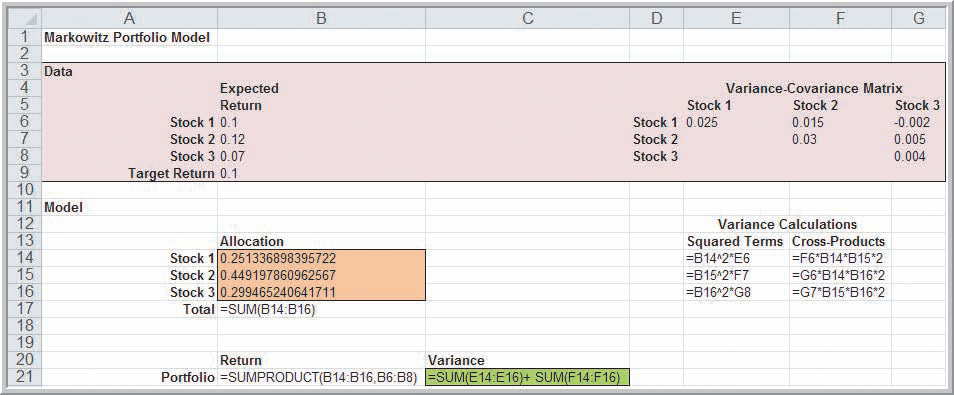 A B C D E F G
1 Markowitz Portfolio Model
2
3 Data
4 Expected Variance-Covariance Matrix
5 Return Stock 1 Stock 2 Stock 3
6 Stock 1 0.1 Stock 1 0.025 0.015 -0.002
7 Stock 2 0.12 Stock 2 0.03 0.005
8 Stock 3 0.07 Stock 3 0.004
9 Target Return 0.1
10
11 Model
12 Variance Calculations
13 Allocation Squared Terms Cross-Products
14 Stock 1 0.251336898395722 =B14^2*E6 =F6*B14*B15*2
15 Stock 2 0.449197860962567 =B15^2*F7 =G6*B14*B16*2
16 Stock 3 0.299465240641711 =B16^2*G8 =G7*B15*B16*2
17 Total =SUM(B14:B16)
18
19
20 Return Variance
21 Portfolio =SUMPRODUCT(B14:B16,B6:B8) =SUM(E14:E16)+ SUM(F14:F16)